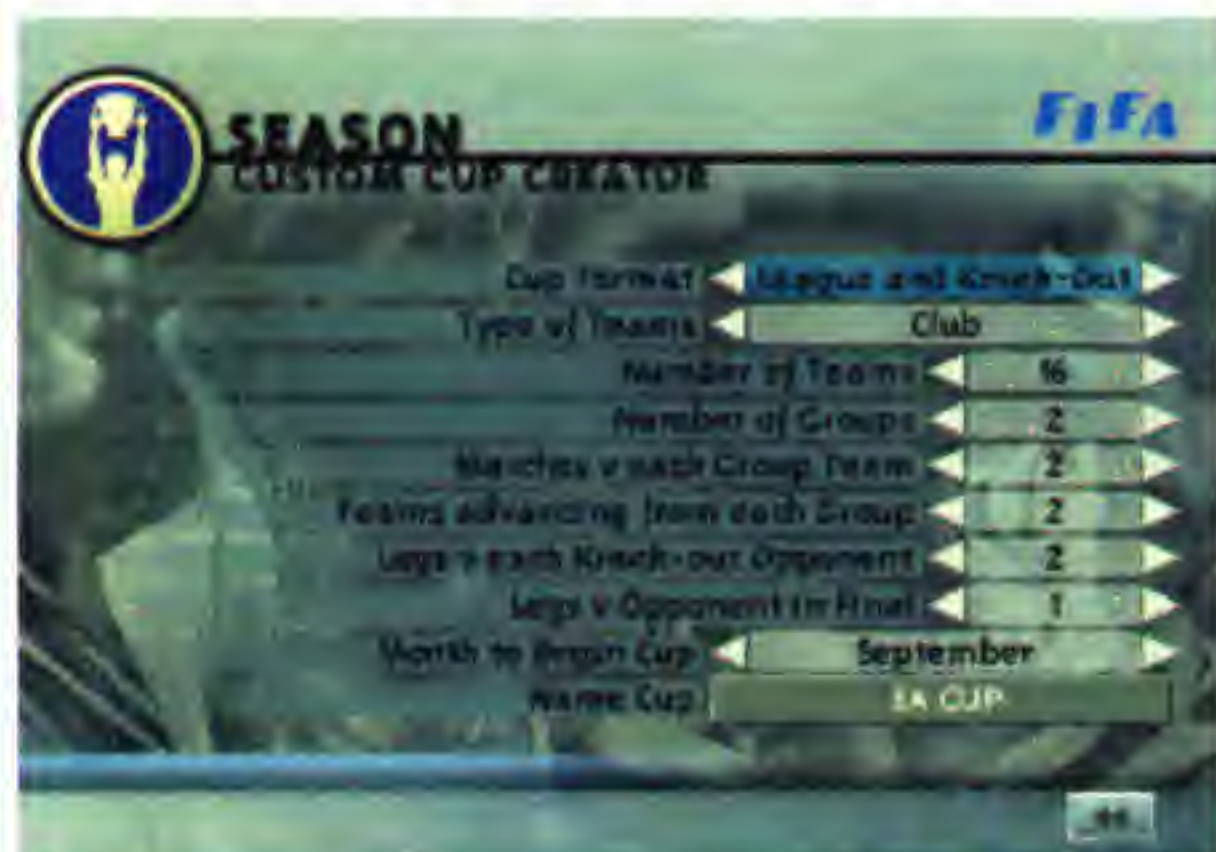 FIFA
SEASON
CUSTOM CUP CREATOR
Cup Format League and Knock-Out
Type of Teams Club
Number of Teams 16
Number of Groups 2
Matches v each Group Team 2
Teams advancing from each Group 2
Legs v each Knock-out Opponent 2
Legs v Opponent in Final 1
Month to Begin Cup September
Name Cup EA CUP